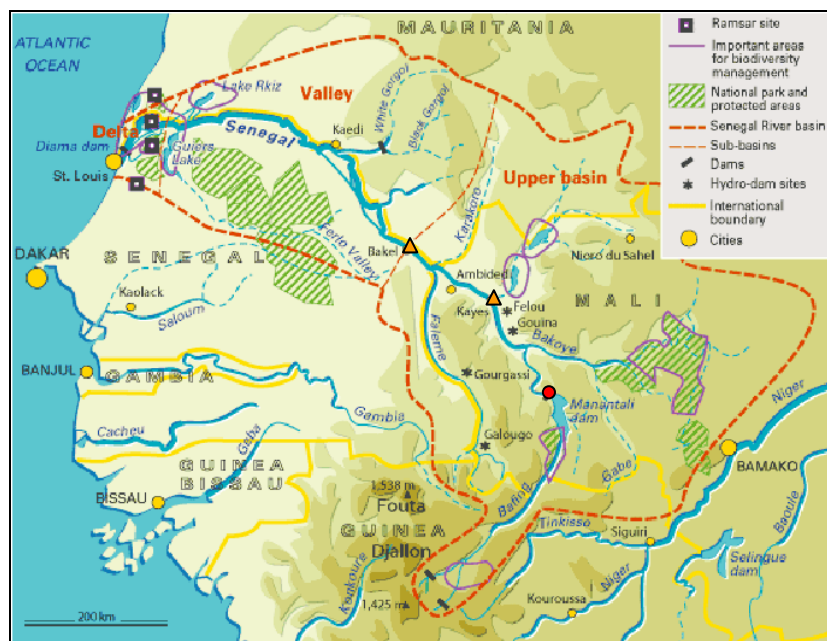 MAURITANIA
ATLANTIC
OCEAN
Ramsar site
Important areas
for biodiversity
management
National park and
protected areas
Senegal River basin
Sub-basins
Dams
Hydro-dam sites
International
boundary
Cities
Lake Rkiz
Valley
White Gorgol
Black Gorgol
Delta
Senegal
Kaedi
Diama dam
Guiers
Lake
St. Louis
Upper basin
Karakoro
Bakel
Ferlo Valley
Nioro du Sahel
DAKAR
SENEGAL
Ambidedi
Kaolack
Saloum
Kayes
Felou
Gouina
MALI
Bakoye
Faleme
BANJUL
GAMBIA
Gourgassi
Niger
Manantali
dam
Gambia
Cacheu
Galougo
Gaba
GUINEA
BISSAU
BAMAKO
Gabo
BISSAU
1,538 m
Fouta
Bafing
Baoule
GUINEA
Tinkisso
Siguiri
Djallon
Selingue
dam
Konkoure
Niger
Kouroussa
1,425 m
200 km